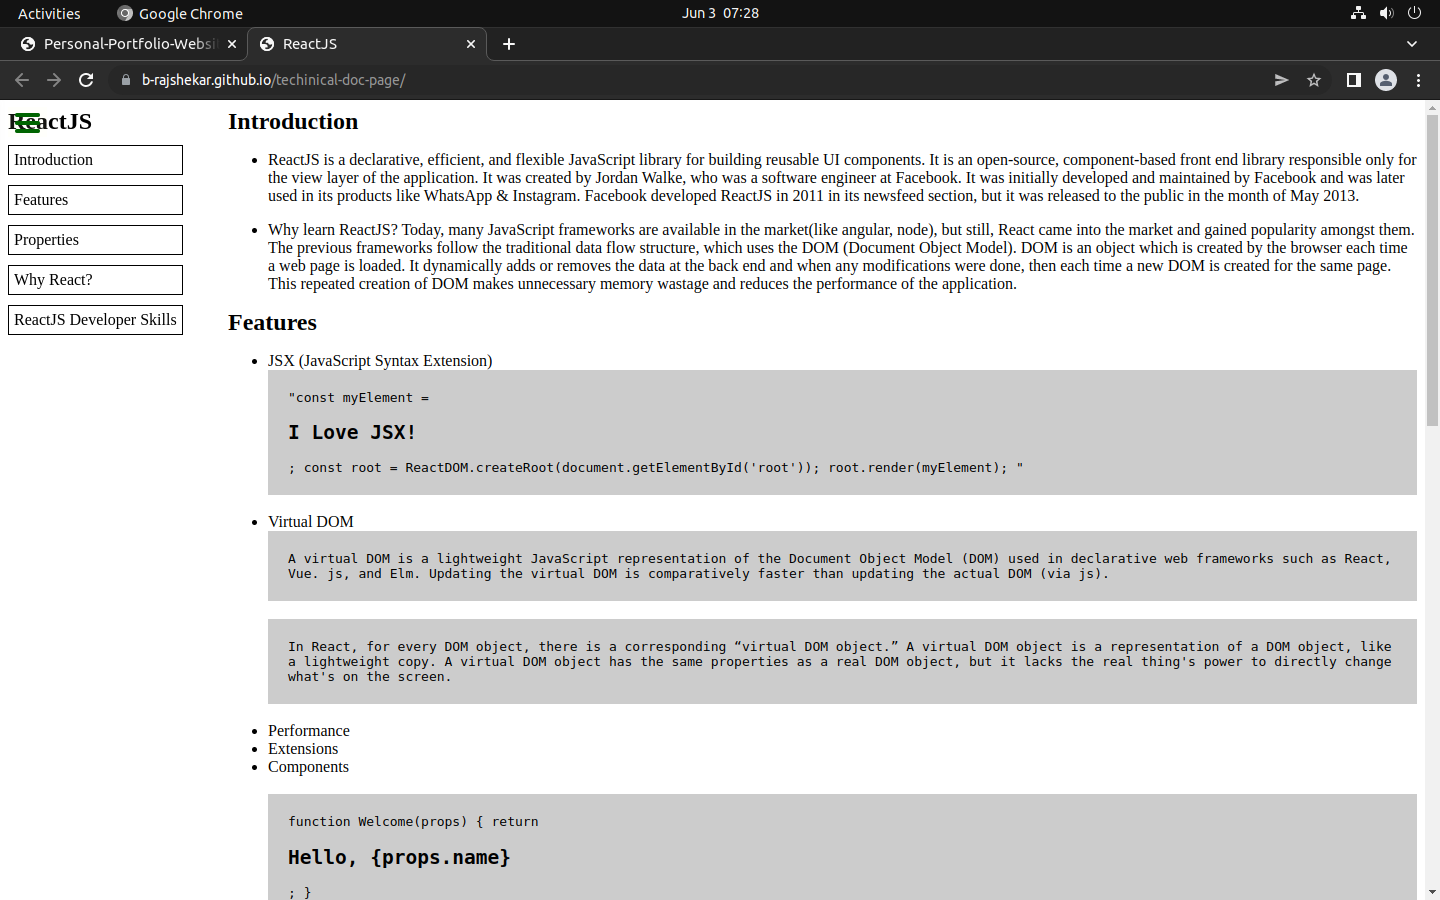 Activities
Google Chrome
Jun 3 07:28
Personal-Portfolio-Websi
ReactJS
b-rajshekar.github.io/techinical-doc-page/
ReactJS
Introduction
Features
Properties
Why React?
ReactJS Developer Skills
Introduction
ReactJS is a declarative, efficient, and flexible JavaScript library for building reusable UI components. It is an open-source, component-based front end library responsible only for
the view layer of the application. It was created by Jordan Walke, who was a software engineer at Facebook. It was initially developed and maintained by Facebook and was later
used in its products like WhatsApp & Instagram. Facebook developed ReactJS in 2011 in its newsfeed section, but it was released to the public in the month of May 2013.
Why learn ReactJS? Today, many JavaScript frameworks are available in the market(like angular, node), but still, React came into the market and gained popularity amongst them.
The previous frameworks follow the traditional data flow structure, which uses the DOM (Document Object Model). DOM is an object which is created by the browser each time
a web page is loaded. It dynamically adds or removes the data at the back end and when any modifications were done, then each time a new DOM is created for the same page.
This repeated creation of DOM makes unnecessary memory wastage and reduces the performance of the application.
Features
JSX (JavaScript Syntax Extension)
"const myElement =
I Love JSX!
; const root = ReactDOM.createRoot(document.getElementById('root')); root.render(myElement); "
Virtual DOM
A virtual DOM is a lightweight JavaScript representation of the Document Object Model (DOM) used in declarative web frameworks such as React,
Vue. js, and Elm. Updating the virtual DOM is comparatively faster than updating the actual DOM (via js).
In React, for every DOM object, there is a corresponding “virtual DOM object.” A virtual DOM object is a representation of a DOM object, like
a lightweight copy. A virtual DOM object has the same properties as a real DOM object, but it lacks the real thing's power to directly change
what's on the screen.
Performance
Extensions
Components
function Welcome(props) { return
Hello, {props.name}
; }